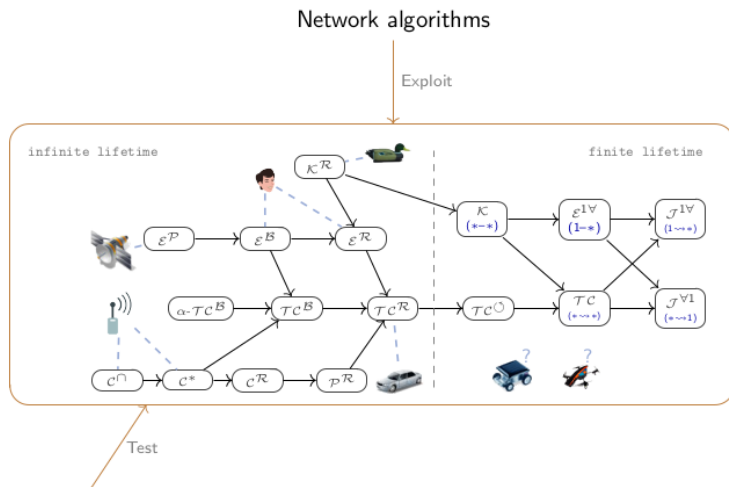 Network algorithms
Exploit
infinite lifetime
finite lifetime
𝒦^ℛ
𝒦
(∗–∗)
ℰ^{1∀}
(1–∗)
𝒥^{1∀}
(1⇝∗)
ℰ^𝒫
ℰ^ℬ
ℰ^ℛ
α-𝒯𝒞^ℬ
𝒯𝒞^ℬ
𝒯𝒞^ℛ
𝒯𝒞^↻
𝒯𝒞
(∗⇝∗)
𝒥^{∀1}
(∗⇝1)
?
?
𝒞^∩
𝒞^∗
𝒞^ℛ
𝒫^ℛ
Test